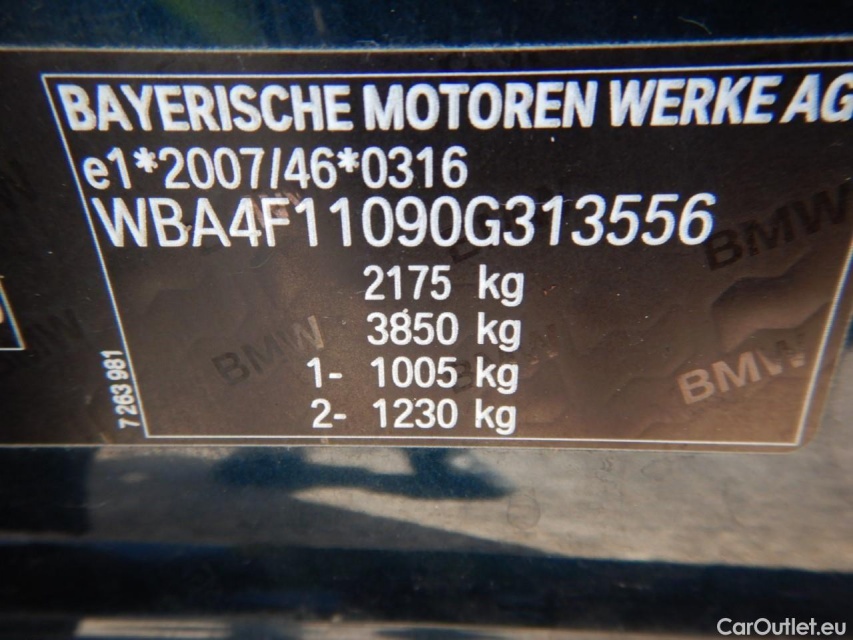 BAYERISCHE MOTOREN WERKE AG
e1*2007/46*0316
WBA4F11090G313556
2175 kg
3850 kg
1- 1005 kg
2- 1230 kg
7 263 981
BMW
BMW
BMW
CarOutlet.eu